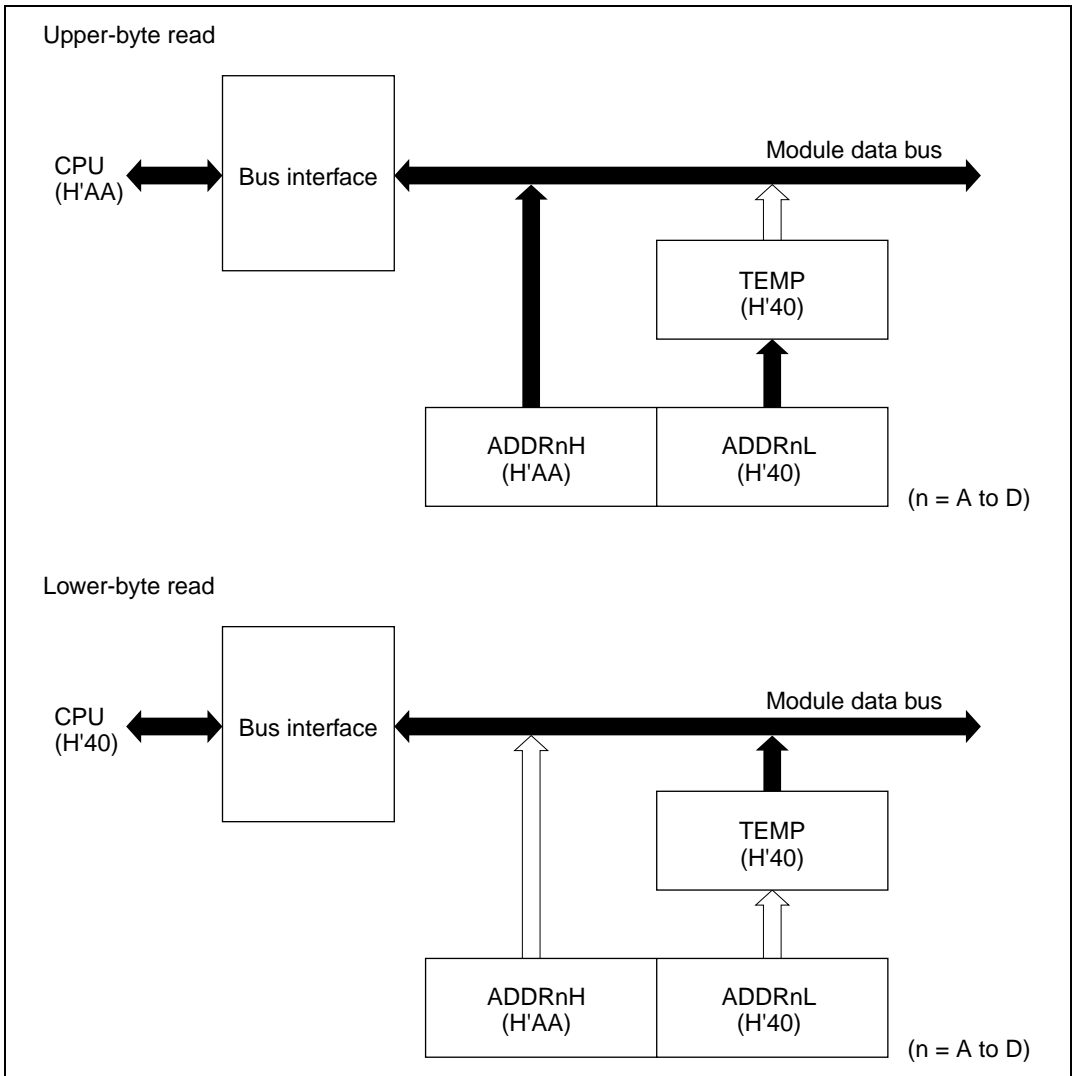 Upper-byte read
Module data bus
CPU
(H'AA)
Bus interface
TEMP
(H'40)
ADDRnH
(H'AA)
ADDRnL
(H'40)
(n = A to D)
Lower-byte read
Module data bus
CPU
(H'40)
Bus interface
TEMP
(H'40)
ADDRnH
(H'AA)
ADDRnL
(H'40)
(n = A to D)